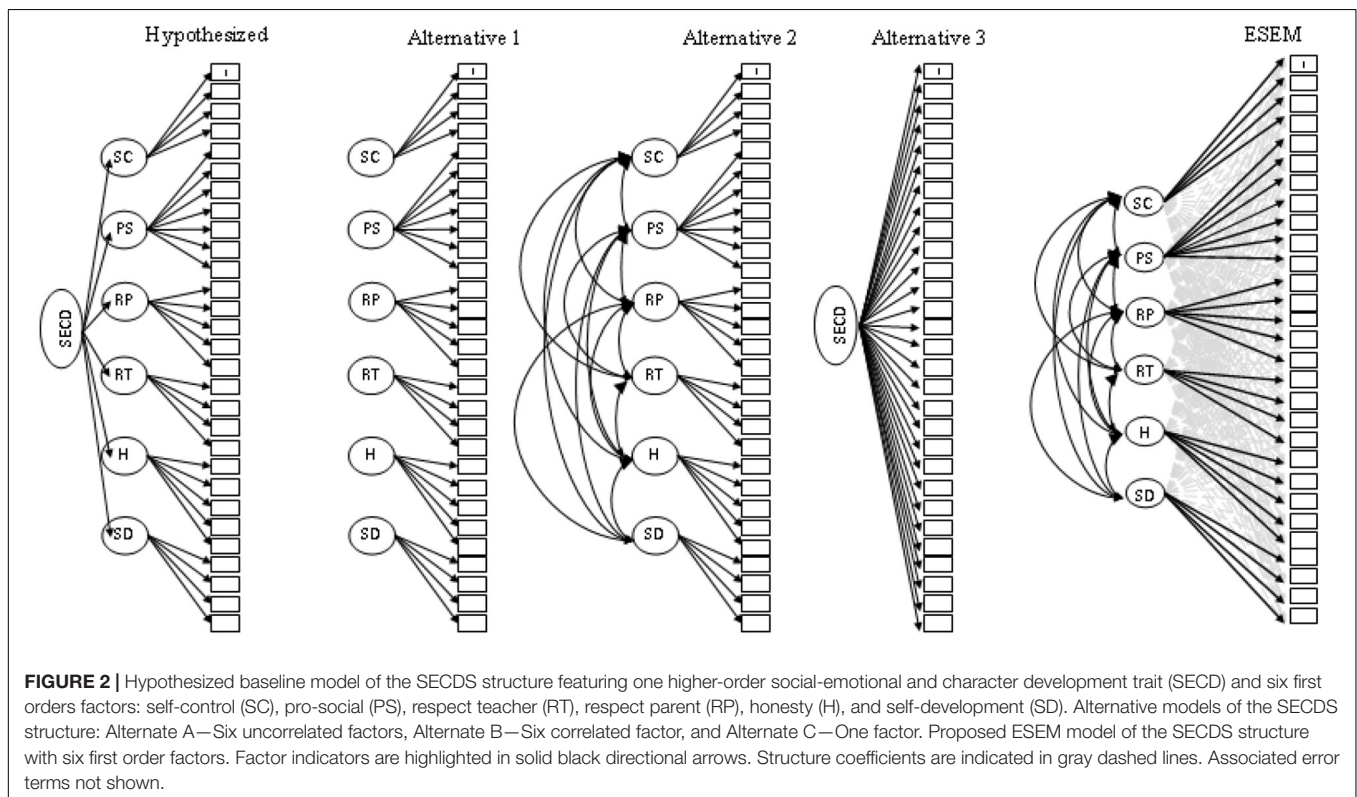 Hypothesized Alternative 1 Alternative 2 Alternative 3 ESEM
SC SC SC SC
PS PS PS PS
RP RP RP RP
SECD SECD
RT RT RT RT
H H H H
SD SD SD SD
FIGURE 2 | Hypothesized baseline model of the SECDS structure featuring one higher-order social-emotional and character development trait (SECD) and six first
orders factors: self-control (SC), pro-social (PS), respect teacher (RT), respect parent (RP), honesty (H), and self-development (SD). Alternative models of the SECDS
structure: Alternate A—Six uncorrelated factors, Alternate B—Six correlated factor, and Alternate C—One factor. Proposed ESEM model of the SECDS structure
with six first order factors. Factor indicators are highlighted in solid black directional arrows. Structure coefficients are indicated in gray dashed lines. Associated error
terms not shown.